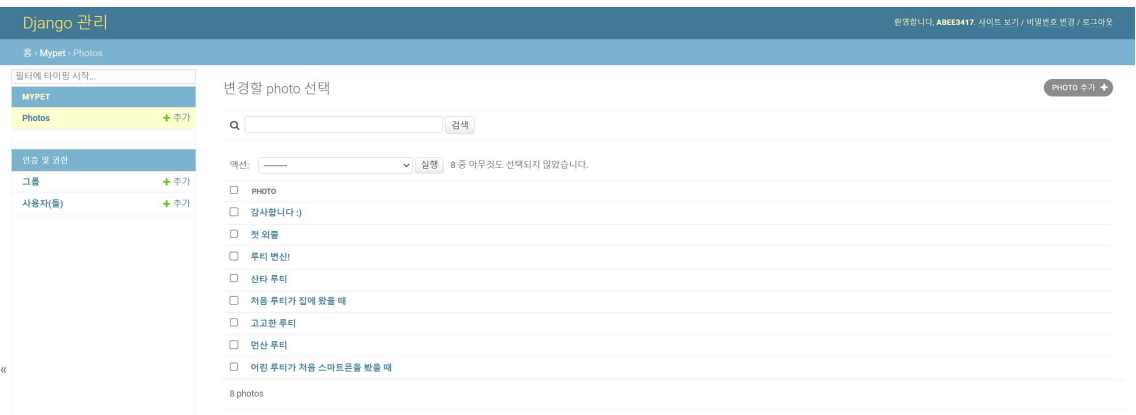 Django 관리
환영합니다, ABEE3417. 사이트 보기 / 비밀번호 변경 / 로그아웃
홈 › Mypet › Photos
필터에 타이핑 시작...
MYPET
Photos
+ 추가
인증 및 권한
그룹
+ 추가
사용자(들)
+ 추가
«
변경할 photo 선택
PHOTO 추가 +
검색
액션: --------- 실행 8 중 아무것도 선택되지 않았습니다.
PHOTO
감사합니다 :)
첫 외출
루티 변신!
산타 루티
처음 루티가 집에 왔을 때
고고한 루티
먼산 루티
어린 루티가 처음 스마트폰을 봤을 때
8 photos